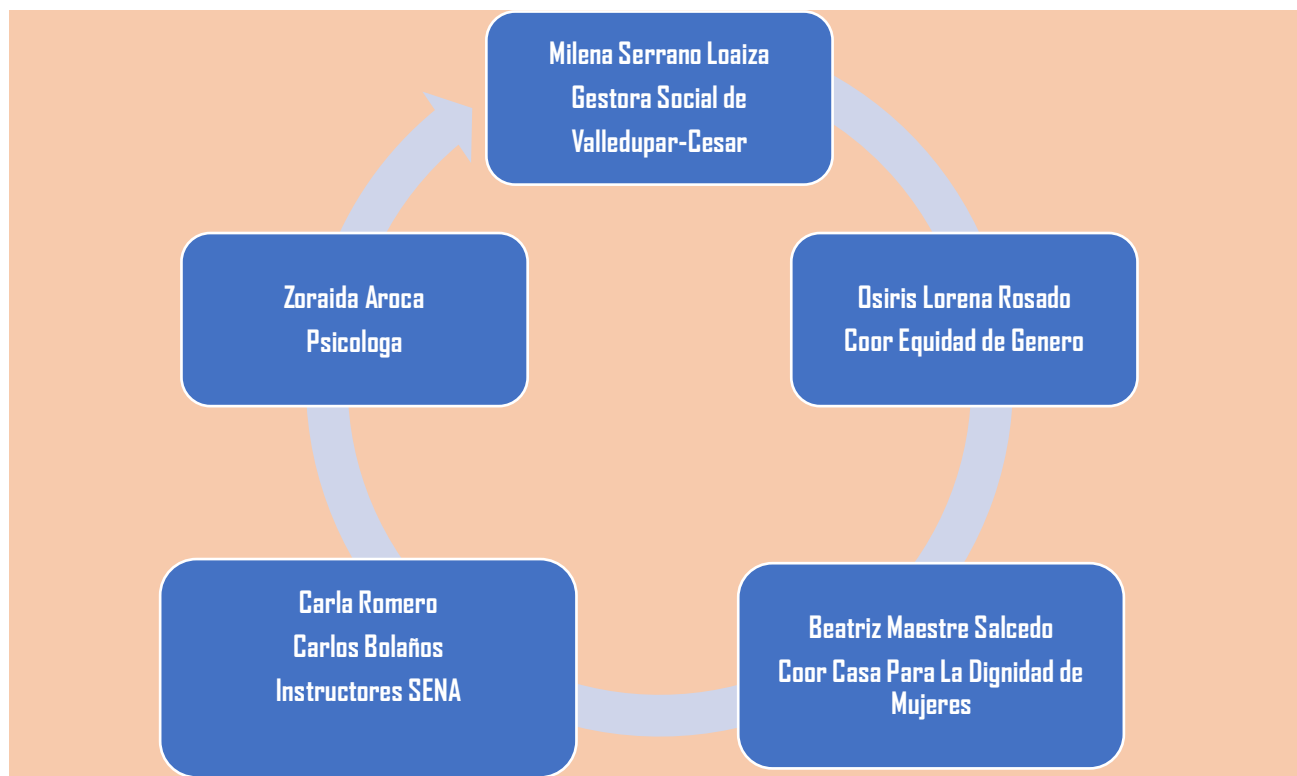 Milena Serrano Loaiza
Gestora Social de
Valledupar-Cesar
Osiris Lorena Rosado
Coor Equidad de Genero
Beatriz Maestre Salcedo
Coor Casa Para La Dignidad de
Mujeres
Carla Romero
Carlos Bolaños
Instructores SENA
Zoraida Aroca
Psicologa